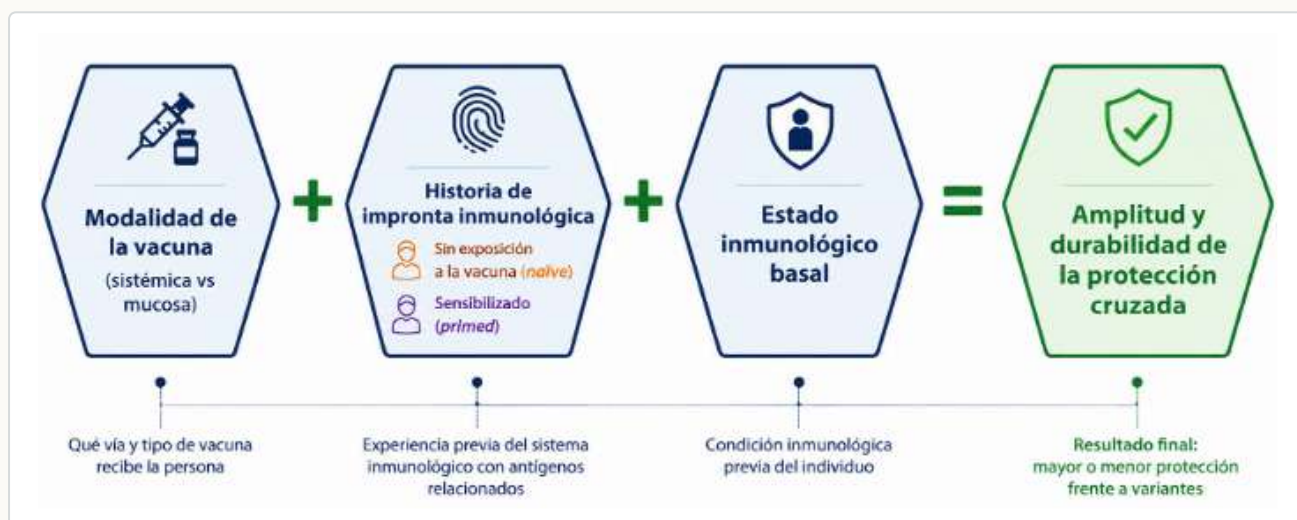 Modalidad de
la vacuna
(sistémica vs
mucosa)
+
Historia de
impronta inmunológica
Sin exposición
a la vacuna (naïve)
Sensibilizado
(primed)
+
Estado
inmunológico
basal
=
Amplitud y
durabilidad de
la protección
cruzada
Qué vía y tipo de vacuna
recibe la persona
Experiencia previa del sistema
inmunológico con antígenos
relacionados
Condición inmunológica
previa del individuo
Resultado final:
mayor o menor protección
frente a variantes